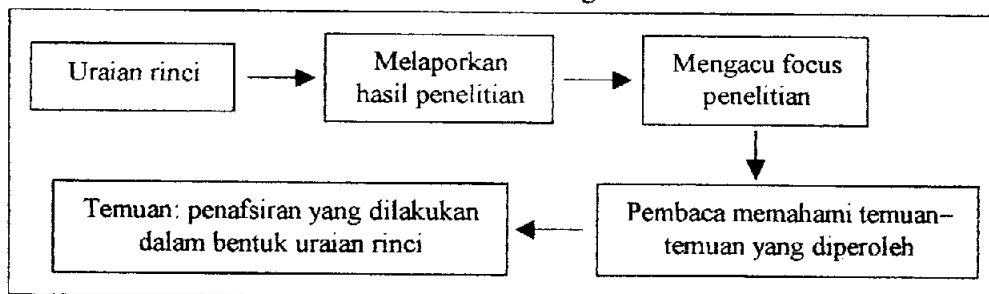 Uraian rinci
Melaporkan
hasil penelitian
Mengacu focus
penelitian
Pembaca memahami temuan–
temuan yang diperoleh
Temuan: penafsiran yang dilakukan
dalam bentuk uraian rinci